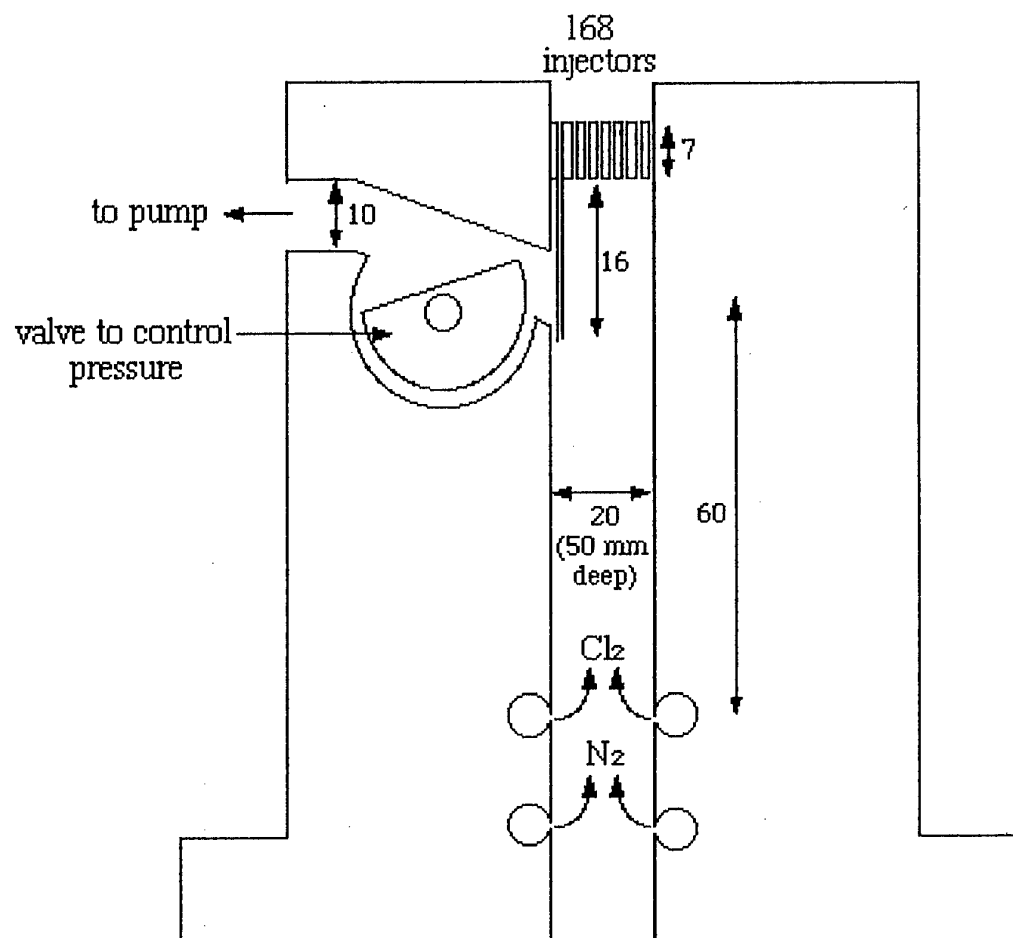 168
injectors
7
to pump
10
16
valve to control
pressure
60
20
(50 mm
deep)
Cl₂
N₂